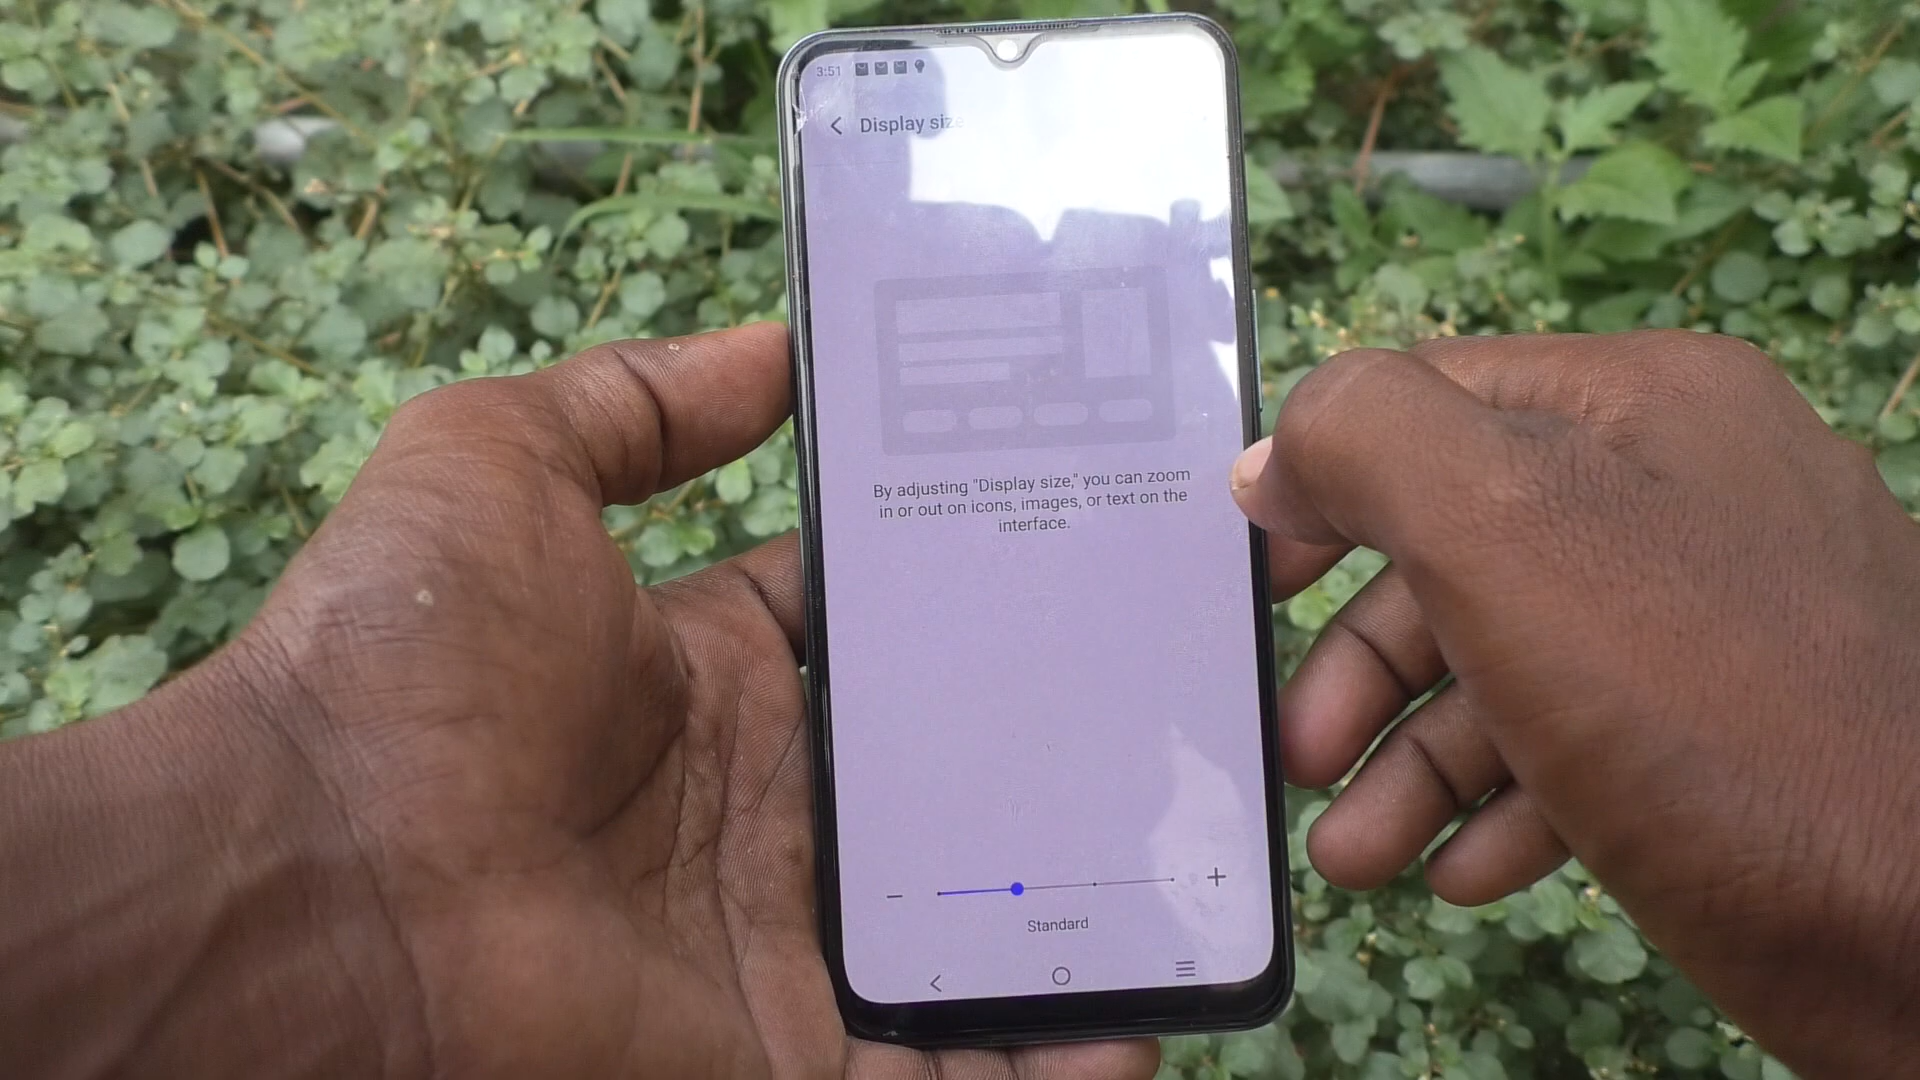 3:51
Display size
By adjusting "Display size," you can zoom
in or out on icons, images, or text on the
interface.
Standard